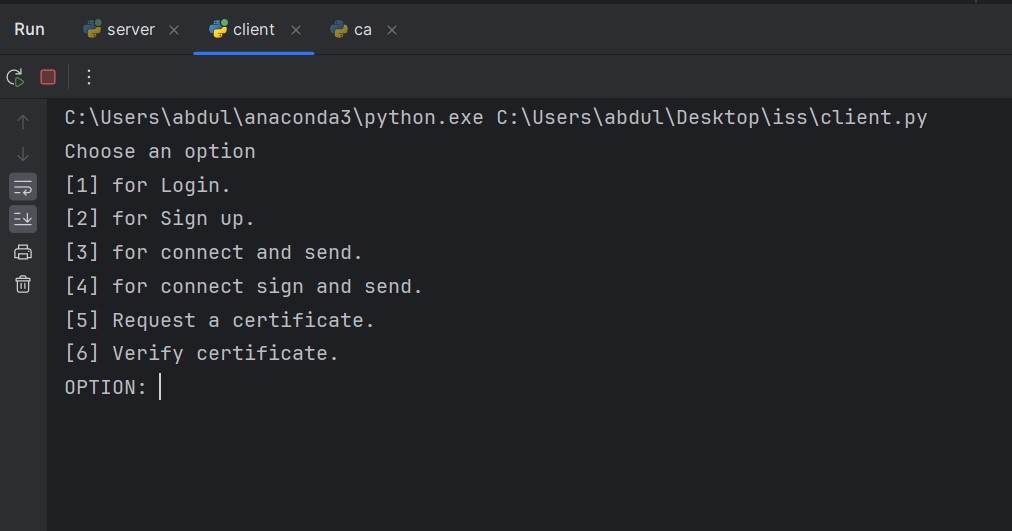 Run server client ca
C:\Users\abdul\anaconda3\python.exe C:\Users\abdul\Desktop\iss\client.py
Choose an option
[1] for Login.
[2] for Sign up.
[3] for connect and send.
[4] for connect sign and send.
[5] Request a certificate.
[6] Verify certificate.
OPTION: